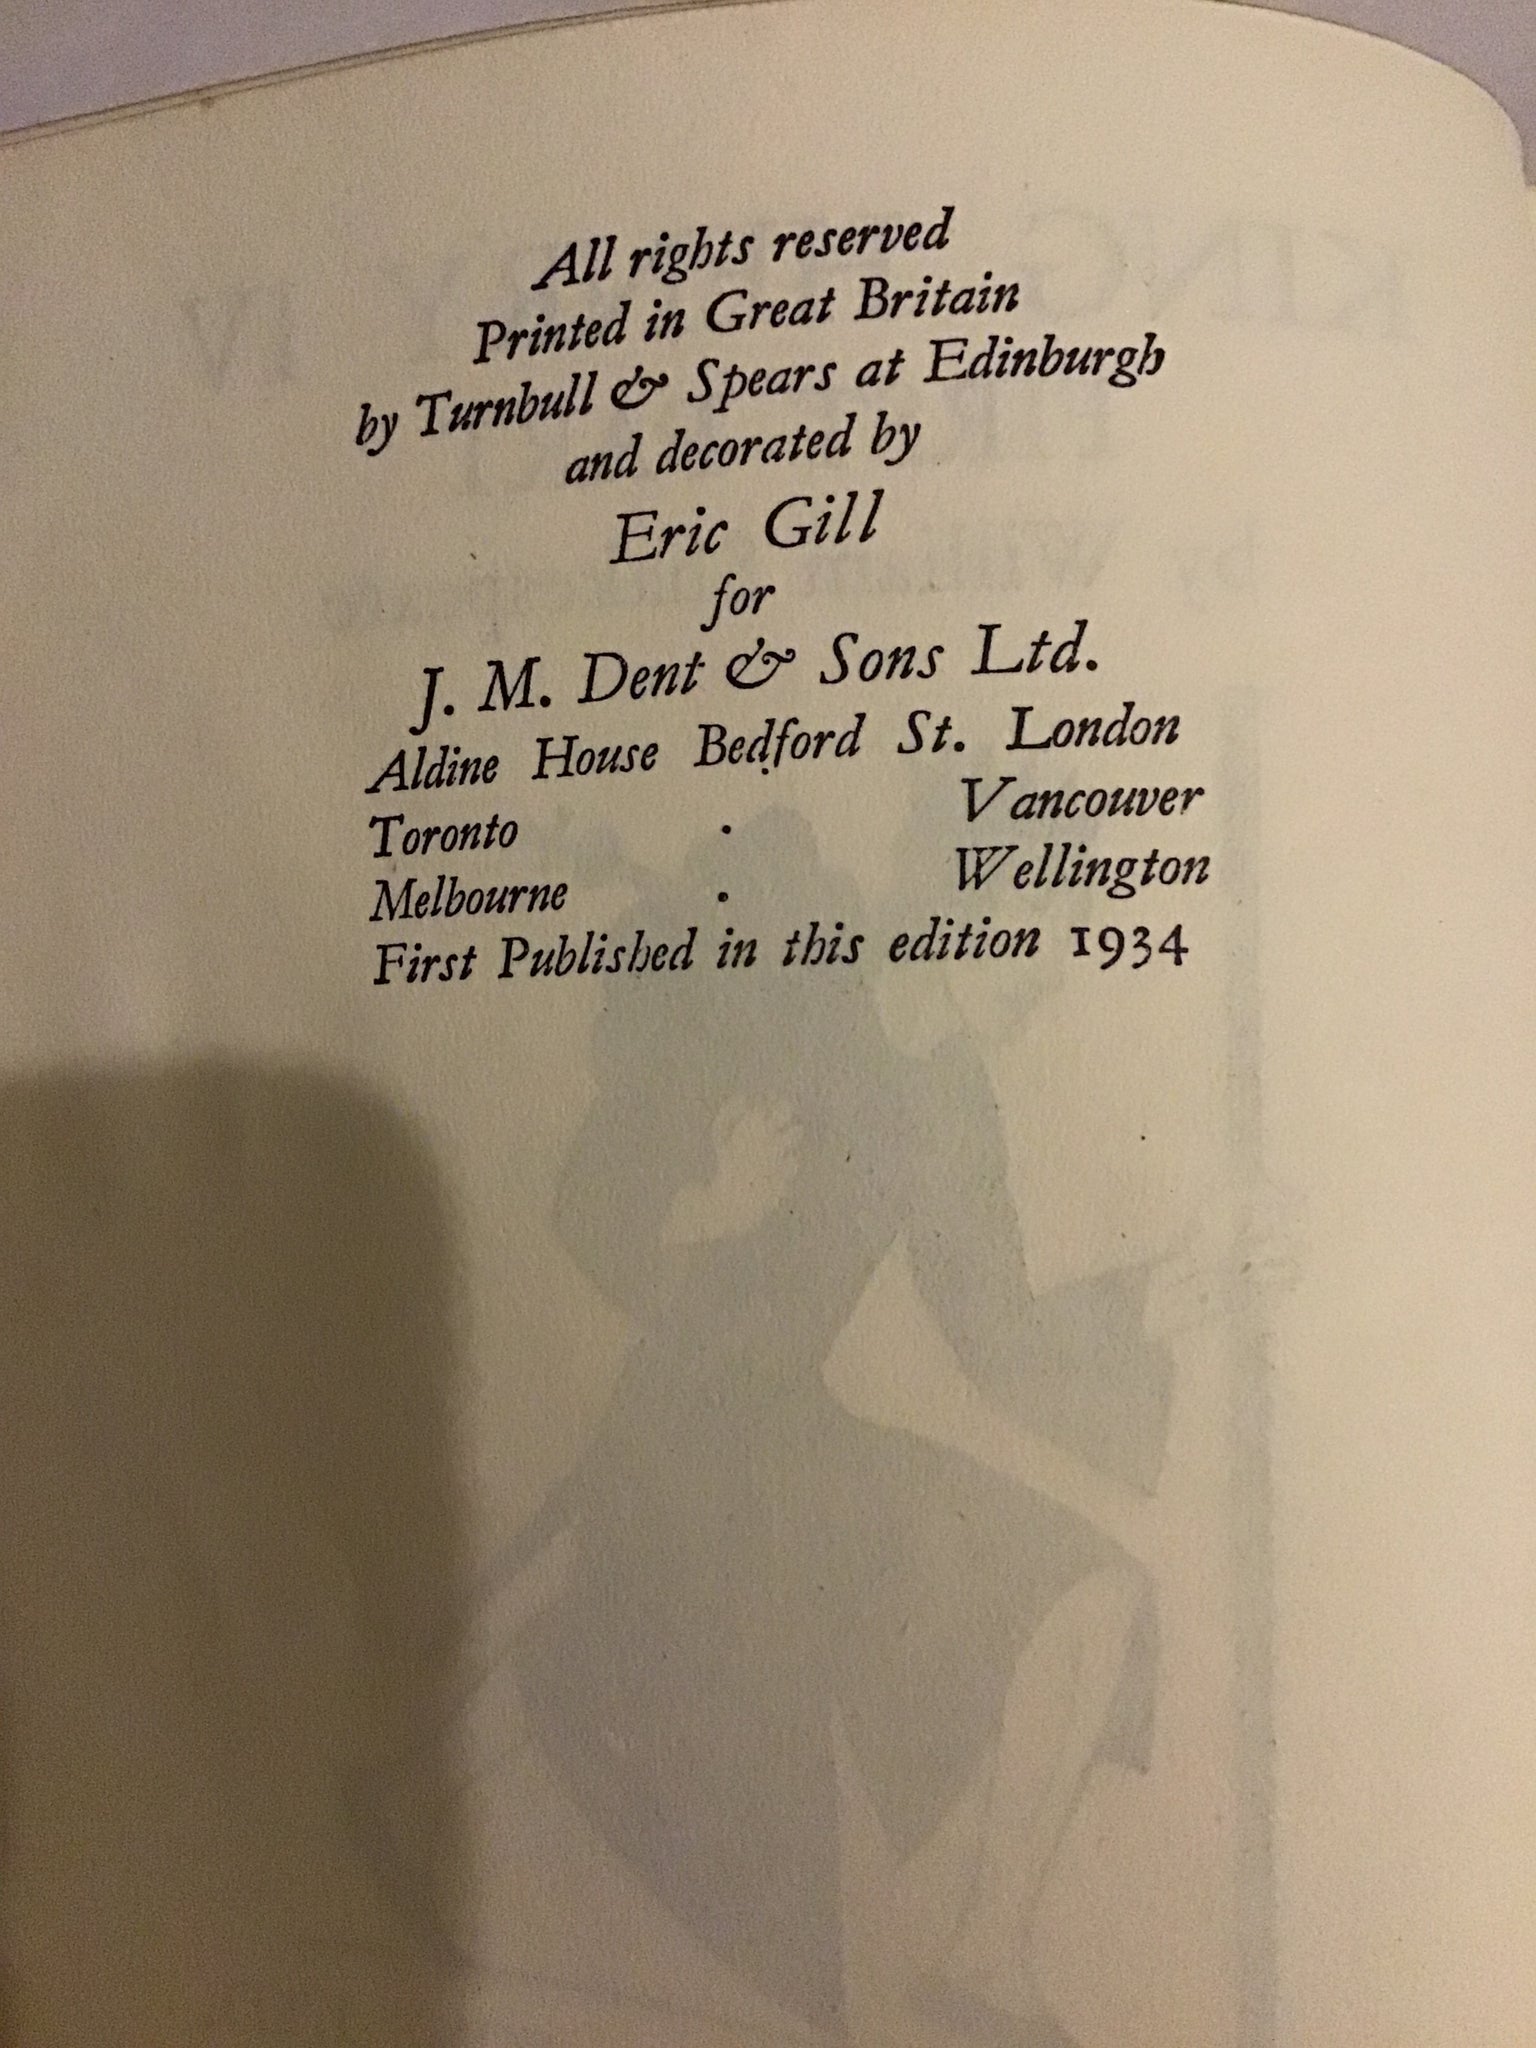 All rights reserved
Printed in Great Britain
by Turnbull & Spears at Edinburgh
and decorated by
Eric Gill
for
J. M. Dent & Sons Ltd.
Aldine House Bedford St. London
Toronto . Vancouver
Melbourne . Wellington
First Published in this edition 1934